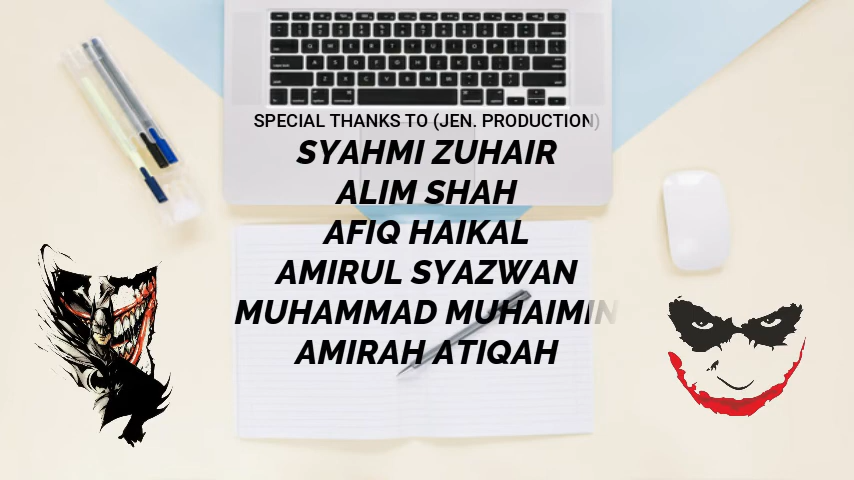 SPECIAL THANKS TO (JEN. PRODUCTION)
SYAHMI ZUHAIR
ALIM SHAH
AFIQ HAIKAL
AMIRUL SYAZWAN
MUHAMMAD MUHAIMIN
AMIRAH ATIQAH